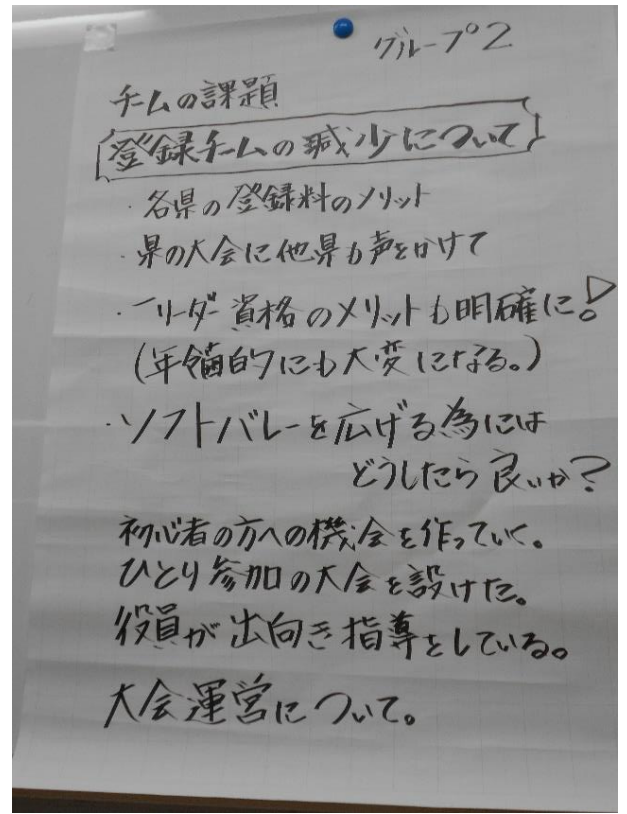 グループ2
チームの課題
登録チームの減少について
・各県の登録料のメリット
・県の大会に他県も声をかけて
・リーダー資格のメリットも明確に!
(年齢的にも大変になる。)
・ソフトバレーを広げる為には
どうしたら良いか?
初心者の方への機会を作っていく。
ひとり参加の大会を設けた。
役員が出向き指導をしている。
大会運営について。